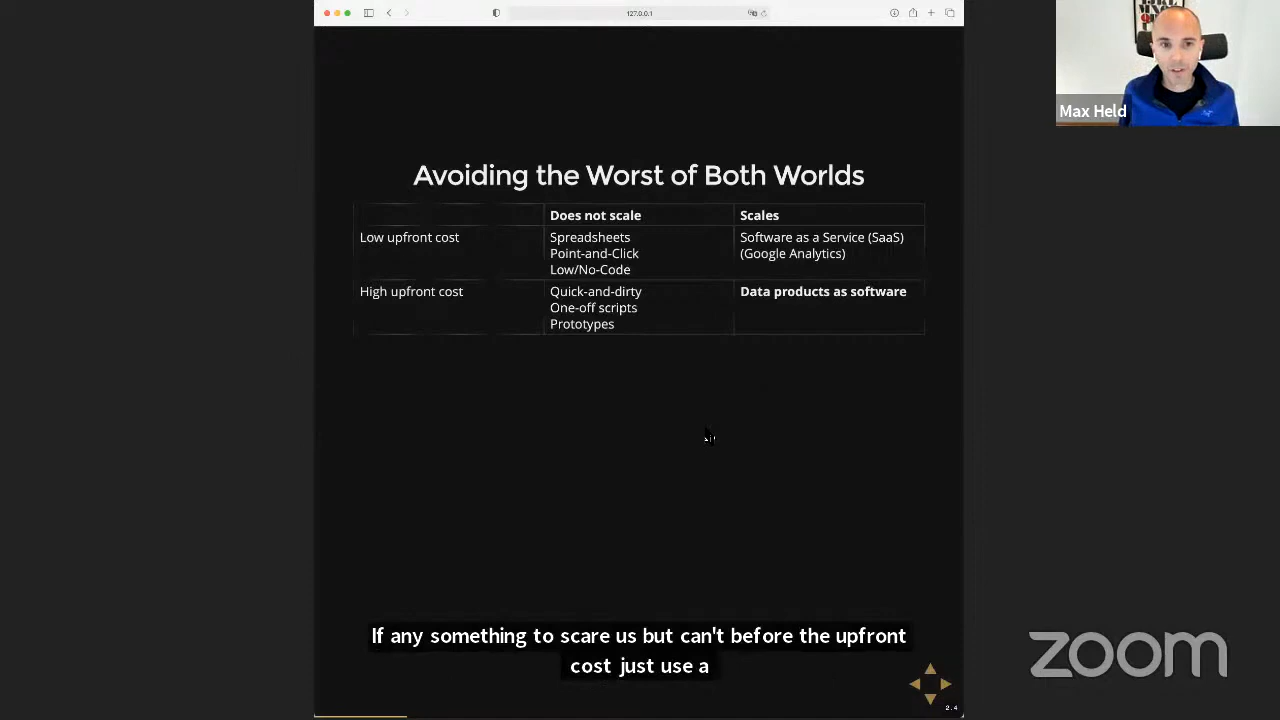 127.0.0.1
Max Held
Avoiding the Worst of Both Worlds
Does not scale
Scales
Low upfront cost
Spreadsheets
Point-and-Click
Low/No-Code
Software as a Service (SaaS)
(Google Analytics)
High upfront cost
Quick-and-dirty
One-off scripts
Prototypes
Data products as software
If any something to scare us but can't before the upfront
cost just use a
zoom
2.4